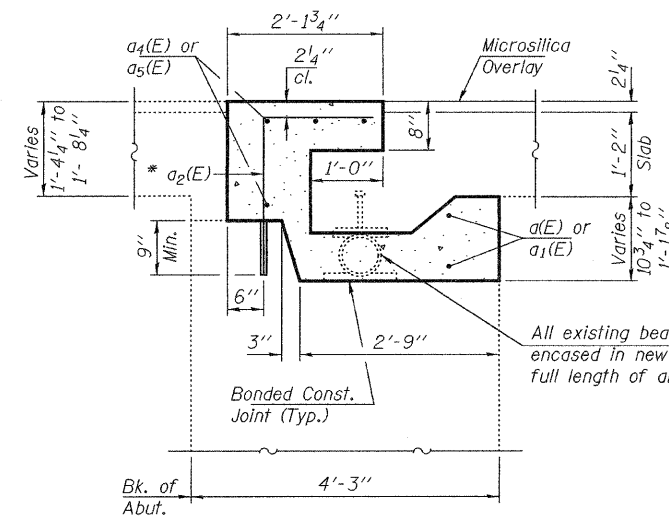 2'-1¾"
a4(E) or
a5(E)
2¼"
cl.
Microsilica
Overlay
2¼"
Varies
1'-4¼" to
1'-8¼"
*
8"
1'-2"
Slab
a2(E)
1'-0"
9"
Min.
a(E) or
a1(E)
Varies
10¾" to
6"
3"
2'-9"
All existing
encased in new
full length of
Bonded Const.
Joint (Typ.)
Bk. of
Abut.
4'-3"